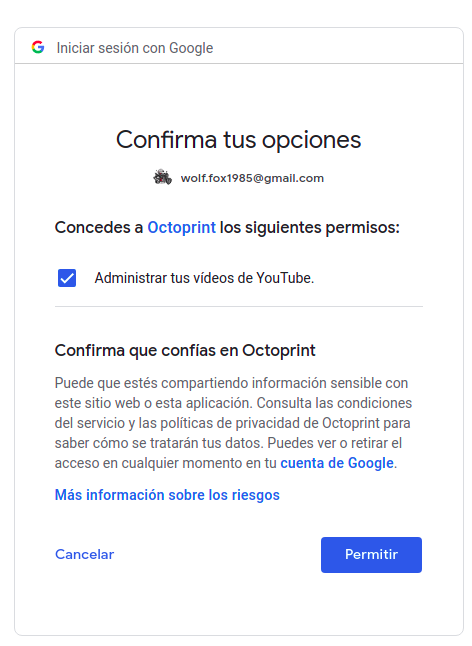 Iniciar sesión con Google
Confirma tus opciones
wolf.fox1985@gmail.com
Concedes a Octoprint los siguientes permisos:
Administrar tus vídeos de YouTube.
Confirma que confías en Octoprint
Puede que estés compartiendo información sensible con
este sitio web o esta aplicación. Consulta las condiciones
del servicio y las políticas de privacidad de Octoprint para
saber cómo se tratarán tus datos. Puedes ver o retirar el
acceso en cualquier momento en tu cuenta de Google.
Más información sobre los riesgos
Cancelar
Permitir